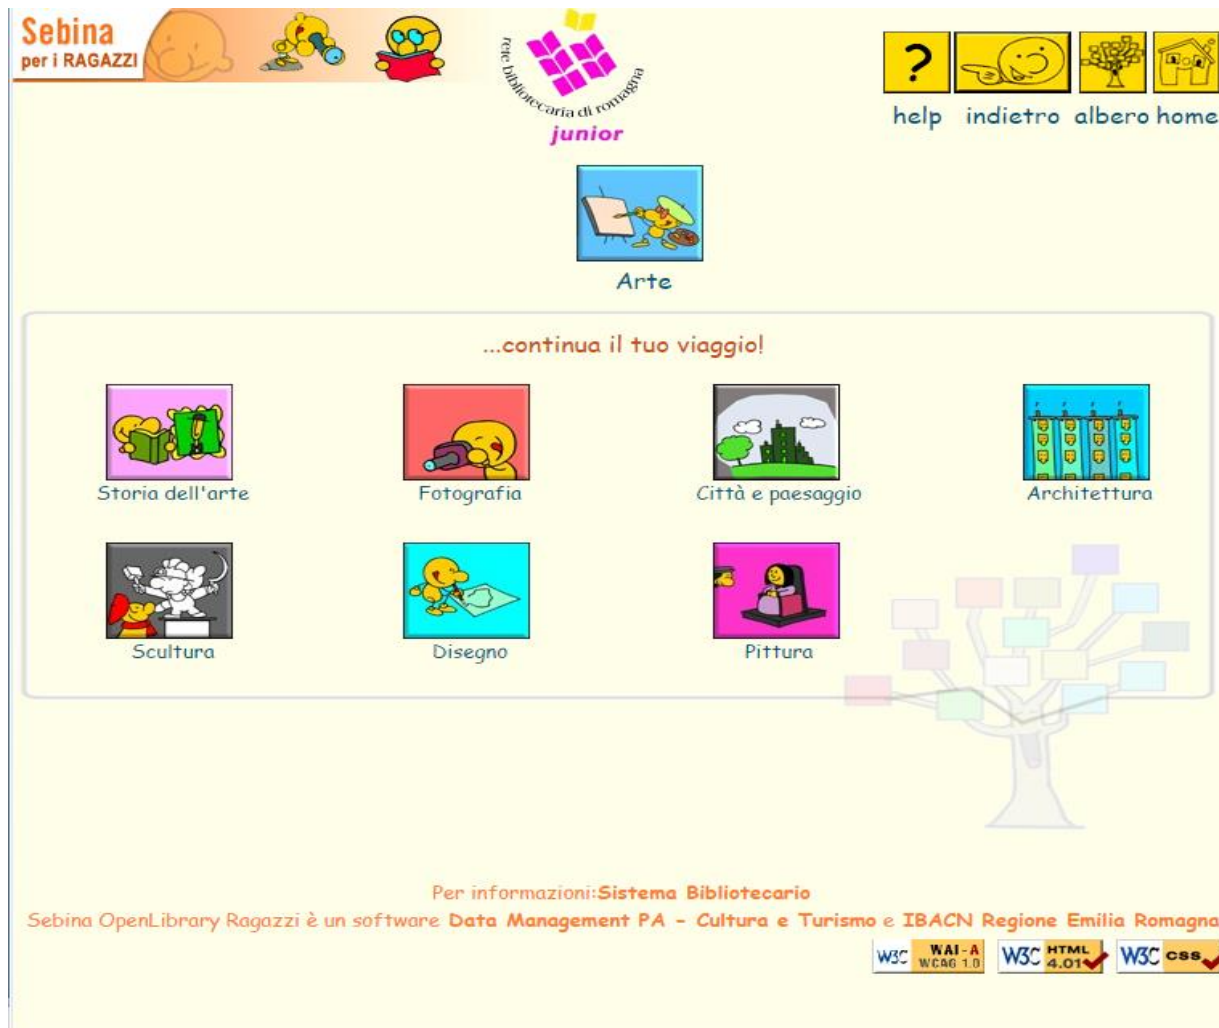 Sebina
per i RAGAZZI
rete bibliotecaria di romagna
junior
?
help indietro albero home
Arte
...continua il tuo viaggio!
Storia dell'arte Fotografia Città e paesaggio Architettura
Scultura Disegno Pittura
Per informazioni:Sistema Bibliotecario
Sebina OpenLibrary Ragazzi è un software Data Management PA - Cultura e Turismo e IBACN Regione Emilia Romagna
W3C WAI-A WCAG 1.0 W3C HTML 4.01 W3C css